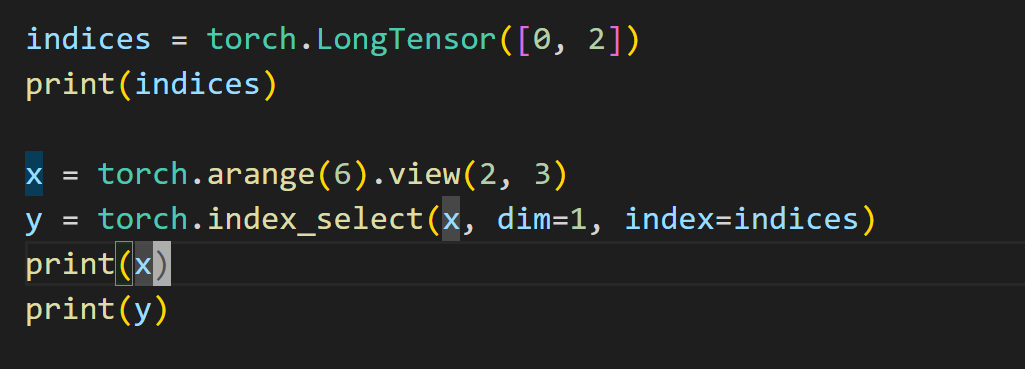 indices = torch.LongTensor([0, 2])
print(indices)
x = torch.arange(6).view(2, 3)
y = torch.index_select(x, dim=1, index=indices)
print(x)
print(y)